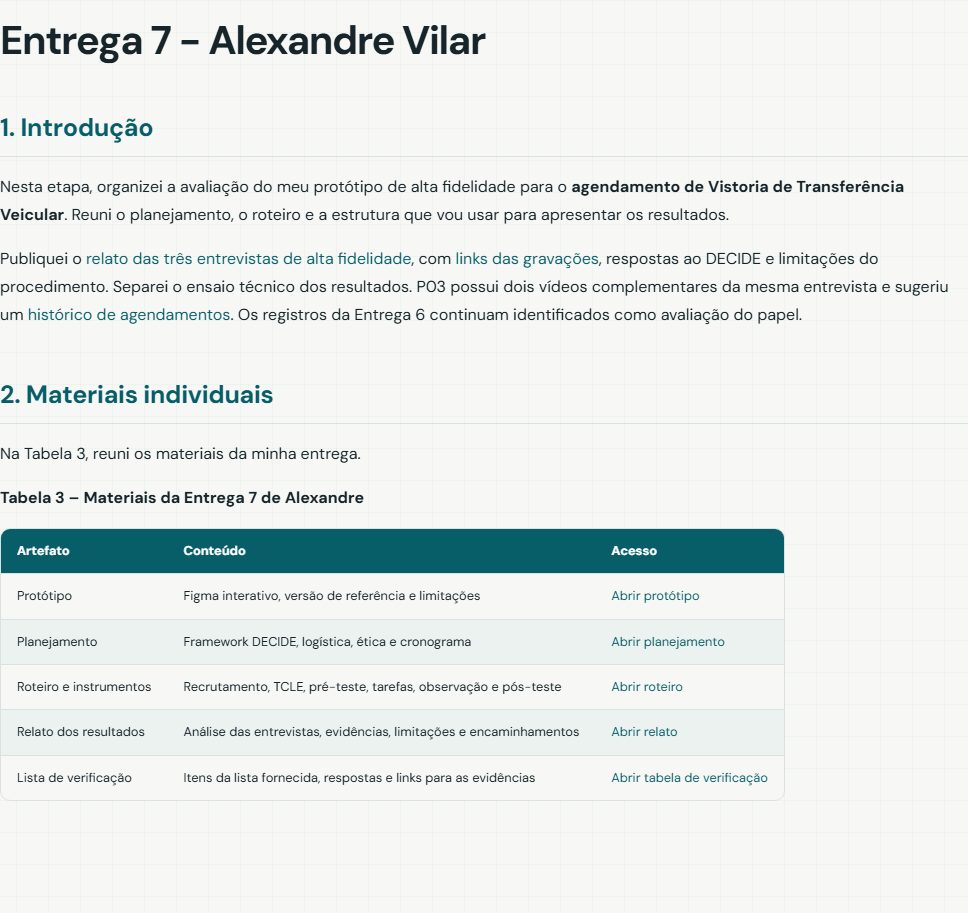 Entrega 7 – Alexandre Vilar
1. Introdução
Nesta etapa, organizei a avaliação do meu protótipo de alta fidelidade para o agendamento de Vistoria de Transferência
Veicular. Reuni o planejamento, o roteiro e a estrutura que vou usar para apresentar os resultados.
Publiquei o relato das três entrevistas de alta fidelidade, com links das gravações, respostas ao DECIDE e limitações do
procedimento. Separei o ensaio técnico dos resultados. P03 possui dois vídeos complementares da mesma entrevista e sugeriu
um histórico de agendamentos. Os registros da Entrega 6 continuam identificados como avaliação do papel.
2. Materiais individuais
Na Tabela 3, reuni os materiais da minha entrega.
Tabela 3 – Materiais da Entrega 7 de Alexandre
Artefato Conteúdo Acesso
Protótipo Figma interativo, versão de referência e limitações Abrir protótipo
Planejamento Framework DECIDE, logística, ética e cronograma Abrir planejamento
Roteiro e instrumentos Recrutamento, TCLE, pré-teste, tarefas, observação e pós-teste Abrir roteiro
Relato dos resultados Análise das entrevistas, evidências, limitações e encaminhamentos Abrir relato
Lista de verificação Itens da lista fornecida, respostas e links para as evidências Abrir tabela de verificação